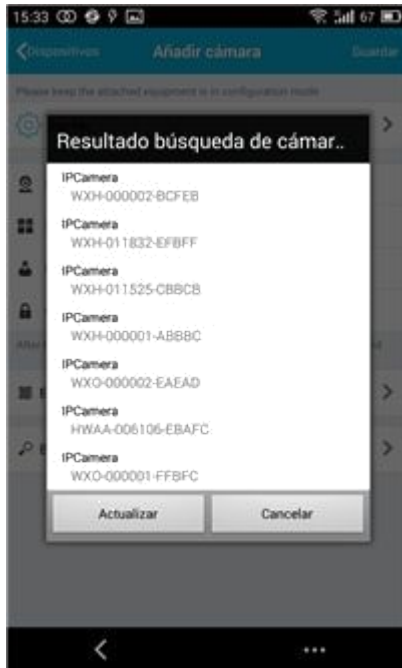 15:33
67
Dispositivos Añadir cámara Guardar
Please keep the attached equipment is in configuration mode
Resultado búsqueda de cámar..
IPCamera
WXH-000002-BCFEB
IPCamera
WXH-011832-EFBFF
IPCamera
WXH-011525-CBBCB
IPCamera
WXH-000001-ABBBC
IPCamera
WXO-000002-EAEAD
IPCamera
HWAA-006106-EBAFC
IPCamera
WXO-000001-FFBFC
Actualizar Cancelar